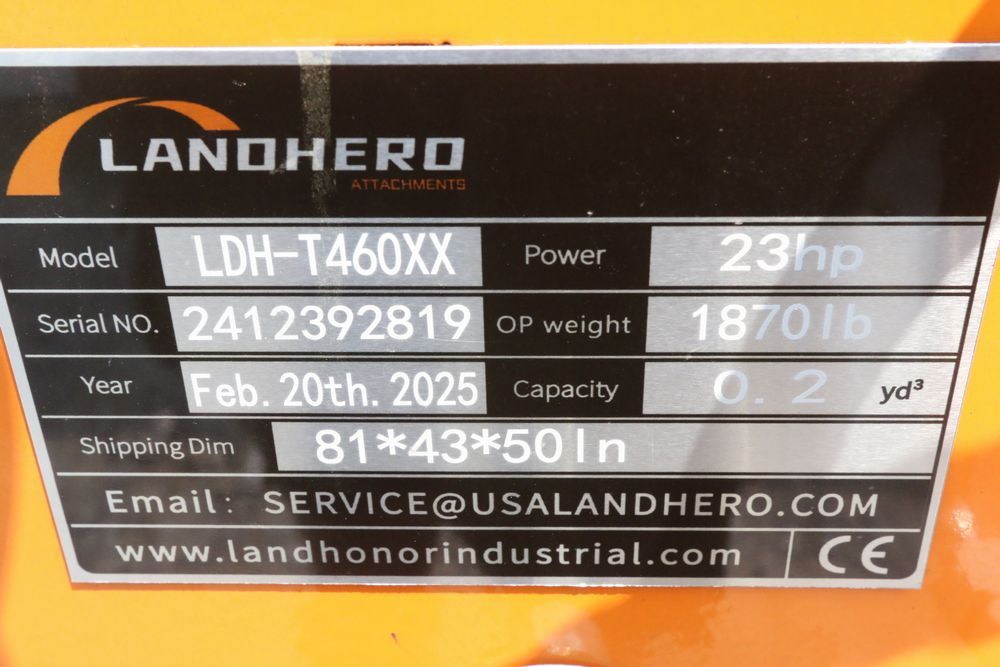 LANDHERO
ATTACHMENTS
Model LDH-T460XX Power 23hp
Serial NO. 2412392819 OP weight 1870lb
Year Feb. 20th. 2025 Capacity 0.2 yd³
Shipping Dim 81*43*50In
Email: SERVICE@USALANDHERO.COM
www.landhonorindustrial.com CE